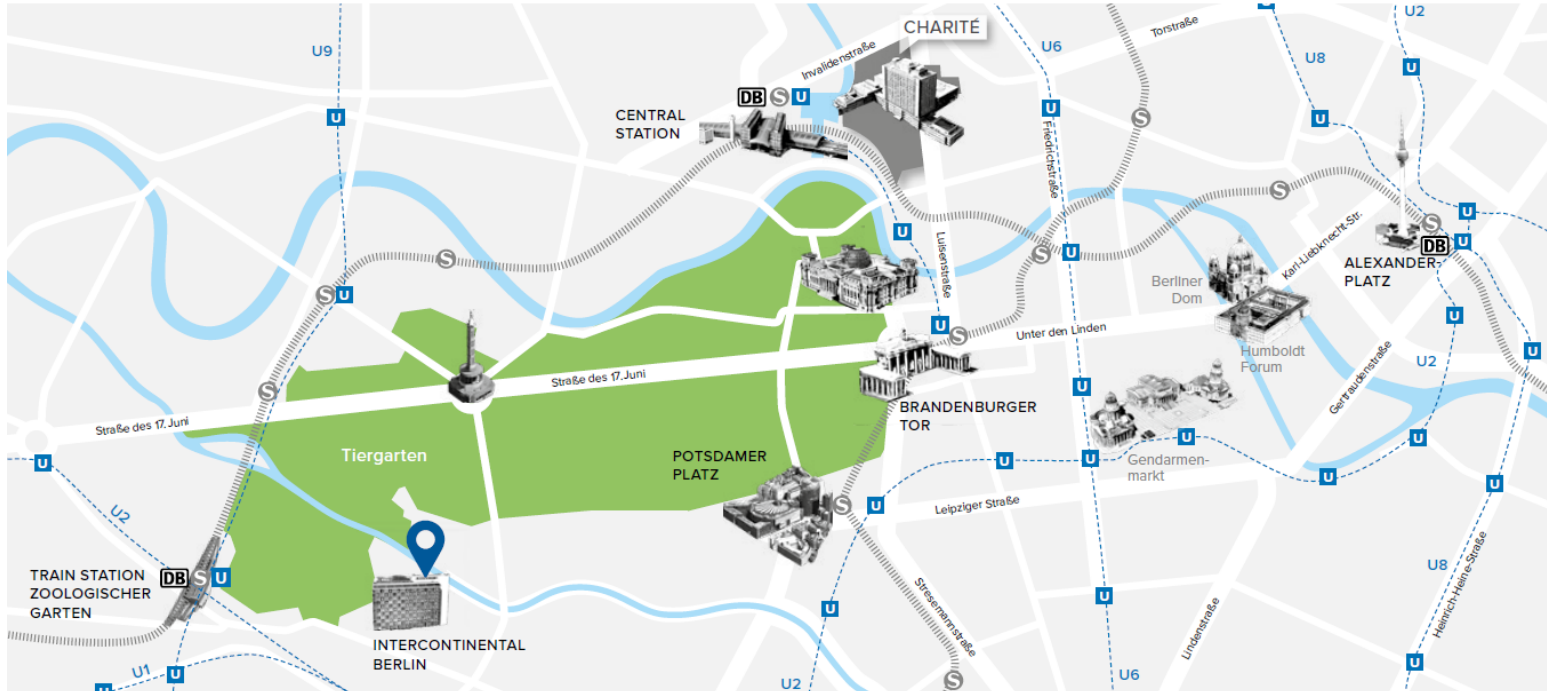 U9
CHARITÉ
Invalidenstraße
U6
Torstraße
U8
U2
DB S U
CENTRAL
STATION
U
U
U
S
Friedrichstraße
U
S
S
Karl-Liebknecht-Str.
S
U
DB U
ALEXANDER-
PLATZ
S
U
Luisenstraße
S
U
Berliner
Dom
S
U
U
S
Unter den Linden
Humboldt
Forum
U
U
U2
Gertraudenstraße
S
Straße des 17. Juni
U
Straße des 17. Juni
BRANDENBURGER
TOR
Tiergarten
POTSDAMER
PLATZ
Gendarmen-
markt
U
U
U
U
U
U
U
S
U
Leipziger Straße
U2
TRAIN STATION
ZOOLOGISCHER
GARTEN
DB S U
INTERCONTINENTAL
BERLIN
U
U
Stresemannstraße
Lindenstraße
U8
Heinrich-Heine-Straße
U1
U
U
U2
S
U6
U